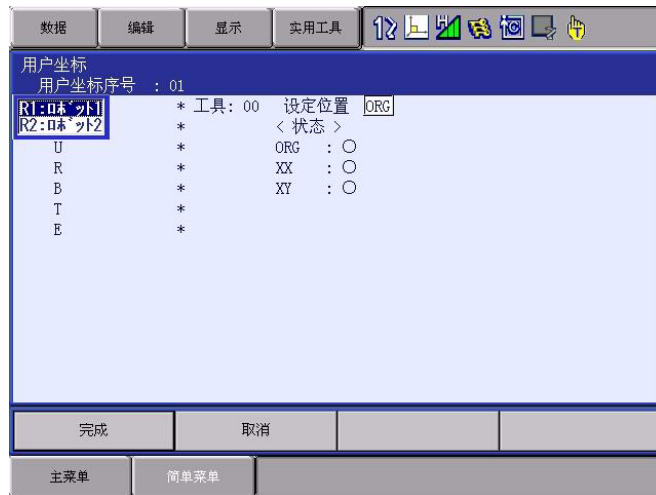 数据 编辑 显示 实用工具
用户坐标
用户坐标序号 : 01
R1:ﾛﾎﾞｯﾄ1 * 工具: 00 设定位置 ORG
R2:ﾛﾎﾞｯﾄ2 * < 状态 >
U * ORG : ○
R * XX : ○
B * XY : ○
T *
E *
完成 取消
主菜单 简单菜单